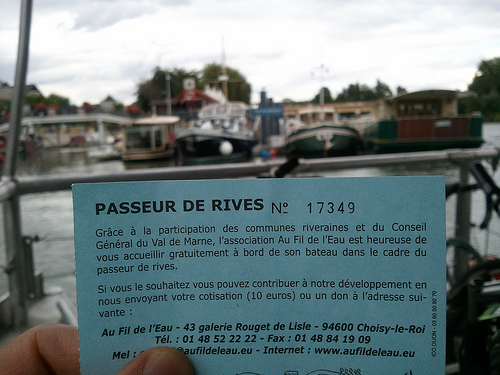 PASSEUR DE RIVES Nº 17349
Grâce à la participation des communes riveraines et du Conseil
Général du Val de Marne, l'association Au Fil de l'Eau est heureuse de
vous accueillir gratuitement à bord de son bateau dans le cadre du
passeur de rives.
Si vous le souhaitez vous pouvez contribuer à notre développement en
nous envoyant votre cotisation (10 euros) ou un don à l'adresse sui-
vante :
Au Fil de l'Eau - 43 galerie Rouget de Lisle - 94600 Choisy-le-Roi
Tél. : 01 48 52 22 22 - Fax : 01 48 84 19 09
Mel : @aufildeleau.eu - Internet : www.aufildeleau.eu